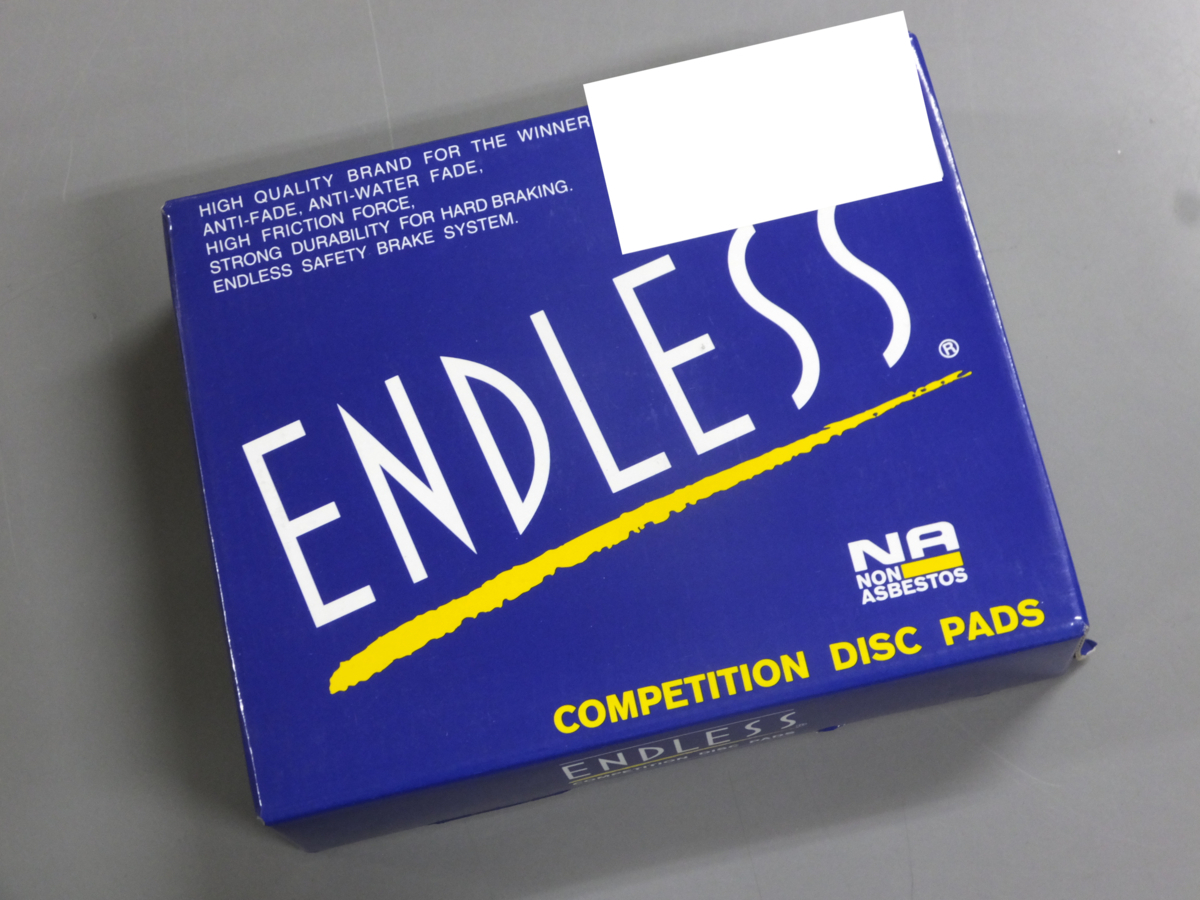 HIGH QUALITY BRAND FOR THE WINNER
ANTI-FADE, ANTI-WATER FADE,
HIGH FRICTION FORCE,
STRONG DURABILITY FOR HARD BRAKING.
ENDLESS SAFETY BRAKE SYSTEM.
ENDLESS®
NA
NON
ASBESTOS
COMPETITION DISC PADS
ENDLESS
COMPETITION DISC PADS